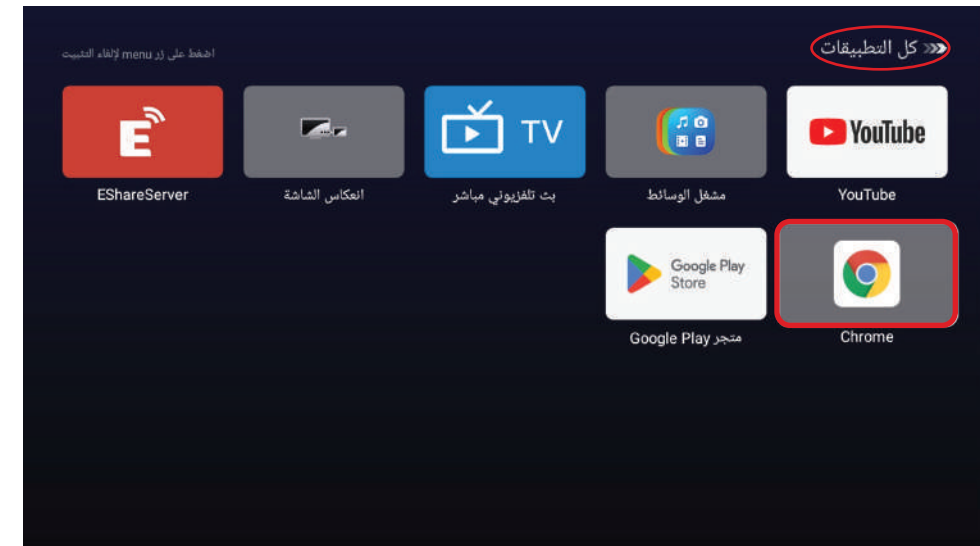 كل التطبيقات
اضغط على زر menu لإلغاء التثبيت
YouTube
YouTube
مشغل الوسائط
TV
بث تلفزيوني مباشر
انعكاس الشاشة
E
EShareServer
Chrome
Google Play
Store
متجر Google Play